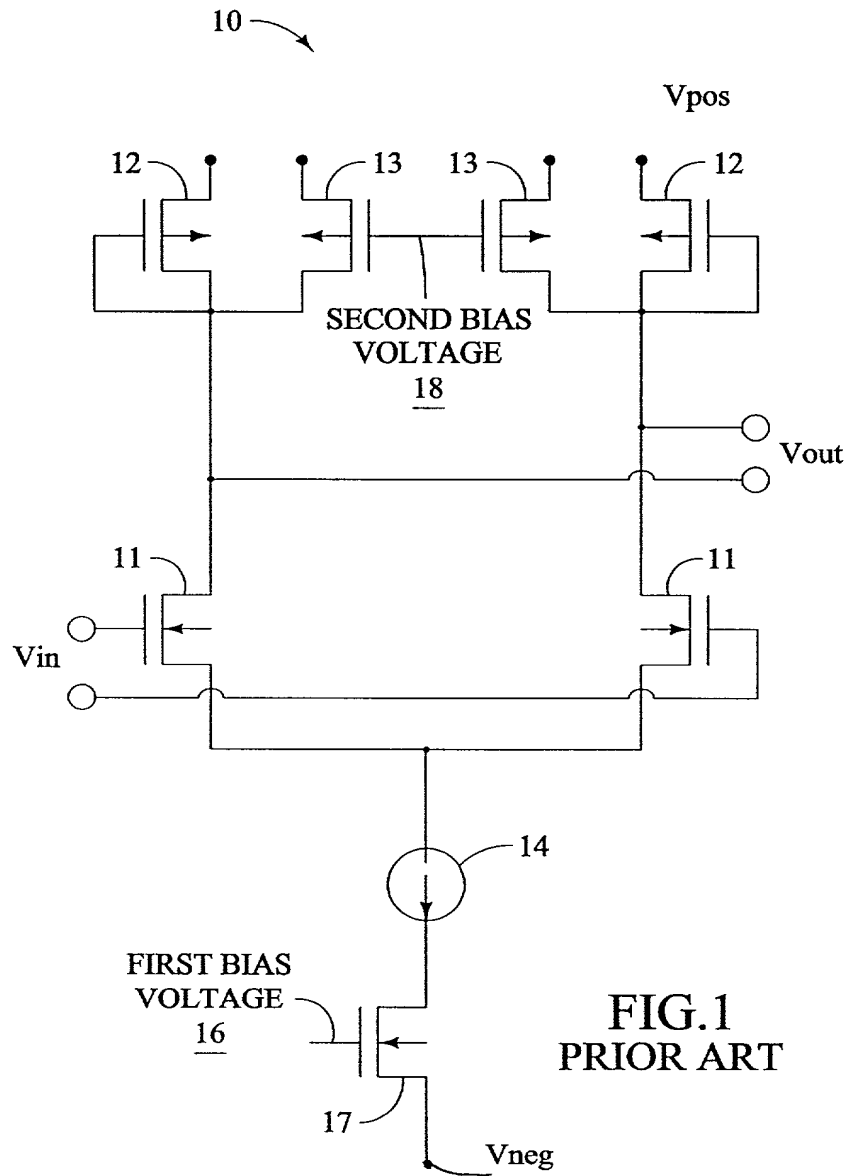 10
Vpos
12
13
13
12
SECOND BIAS
VOLTAGE
18
Vout
11
11
Vin
14
FIRST BIAS
VOLTAGE
16
17
Vneg
FIG.1
PRIOR ART